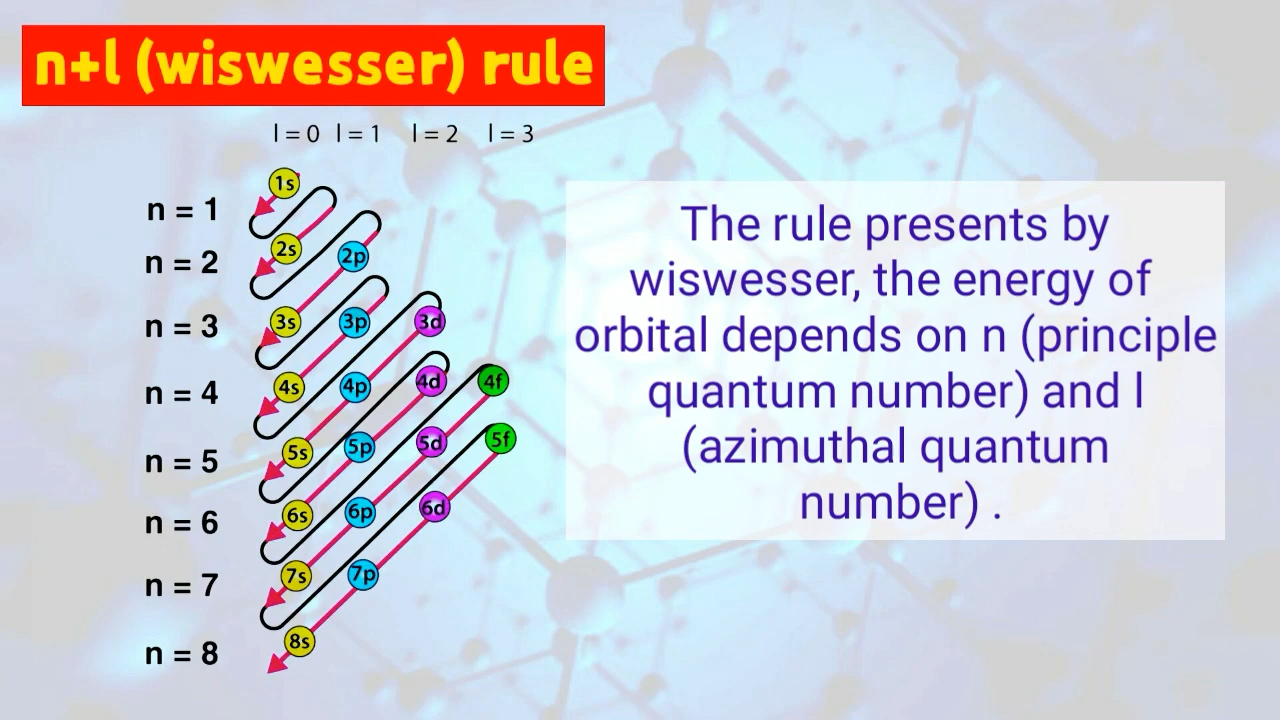 n+l (wiswesser) rule
l = 0 l = 1 l = 2 l = 3
1s
n = 1
2s 2p
n = 2
3s 3p 3d
n = 3
4s 4p 4d 4f
n = 4
5s 5p 5d 5f
n = 5
6s 6p 6d
n = 6
7s 7p
n = 7
8s
n = 8
The rule presents by
wiswesser, the energy of
orbital depends on n (principle
quantum number) and l
(azimuthal quantum
number) .